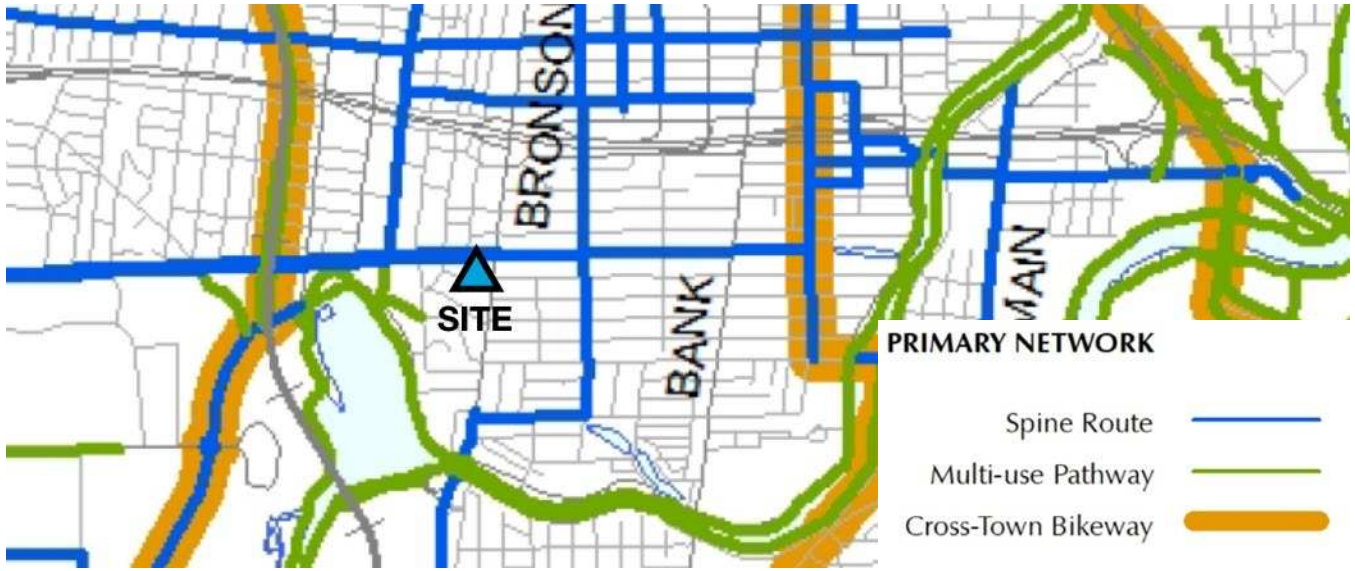 BRONSON
SITE
BANK
MAIN
PRIMARY NETWORK
Spine Route
Multi-use Pathway
Cross-Town Bikeway